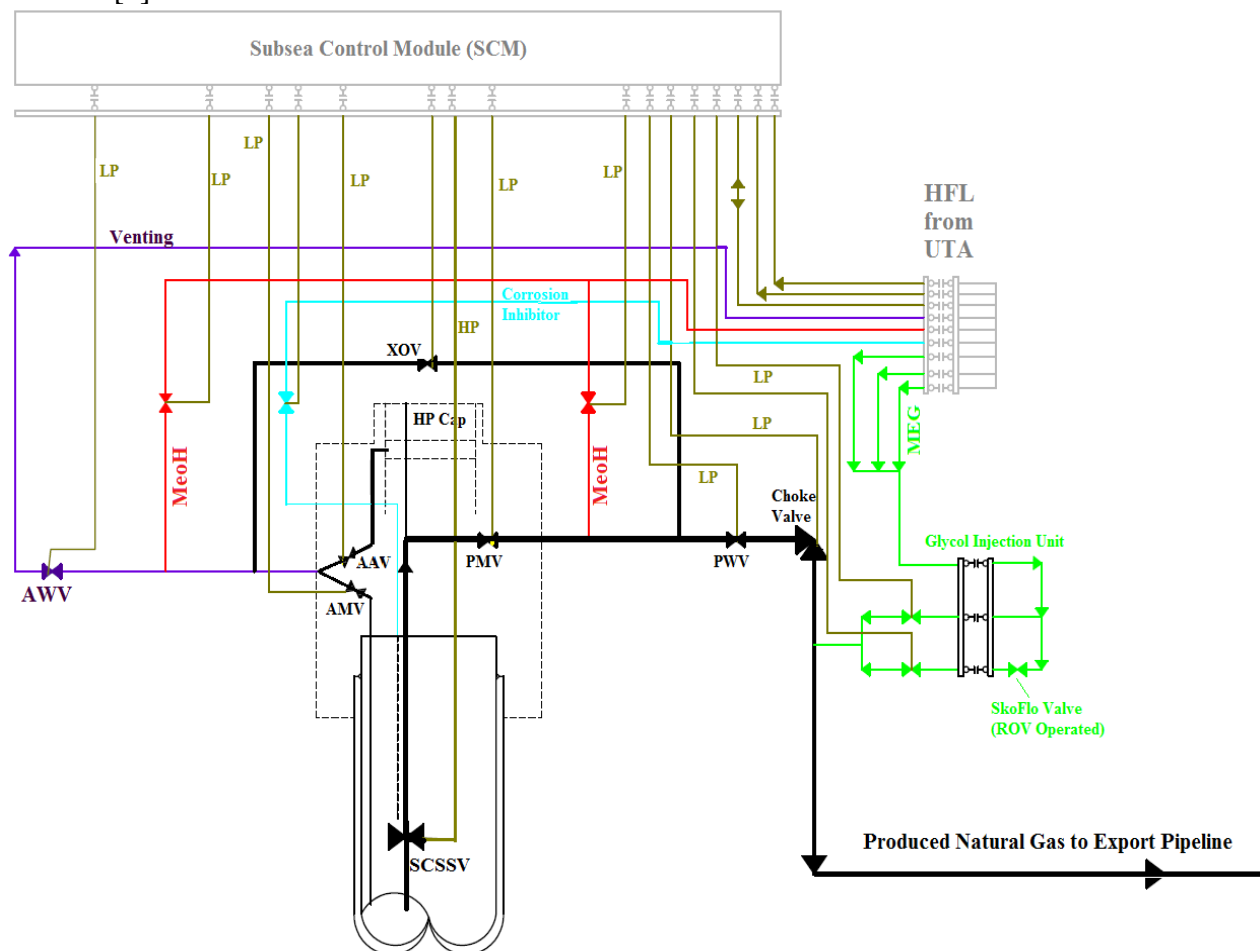 Subsea Control Module (SCM)
LP
LP
LP
LP
LP
LP
HFL
from
UTA
Venting
Corrosion
Inhibitor
HP
XOV
LP
HP Cap
LP
MEG
MeoH
MeoH
LP
Choke
Valve
Glycol Injection Unit
AAV
PMV
PWV
AWV
AMV
SkoFlo Valve
(ROV Operated)
Produced Natural Gas to Export Pipeline
SCSSV